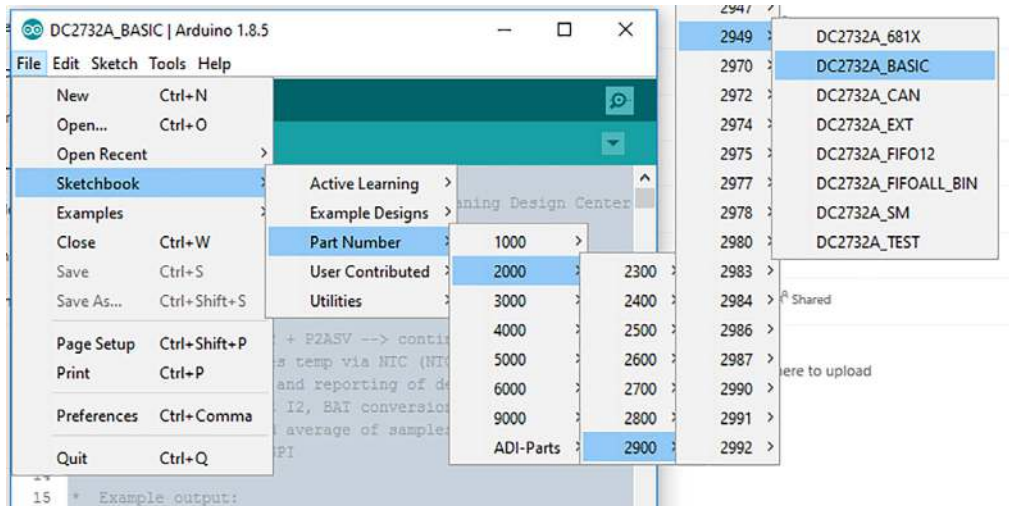 DC2732A_BASIC | Arduino 1.8.5
File Edit Sketch Tools Help
New Ctrl+N
Open... Ctrl+O
Open Recent
Sketchbook
Examples
Close Ctrl+W
Save Ctrl+S
Save As... Ctrl+Shift+S
Page Setup Ctrl+Shift+P
Print Ctrl+P
Preferences Ctrl+Comma
Quit Ctrl+Q
Active Learning
Example Designs
Part Number
User Contributed
Utilities
1000
2000
3000
4000
5000
6000
9000
ADI-Parts
2300
2400
2500
2600
2700
2800
2900
2947
2949
2970
2972
2974
2975
2977
2978
2980
2983
2984
2986
2987
2990
2991
2992
DC2732A_681X
DC2732A_BASIC
DC2732A_CAN
DC2732A_EXT
DC2732A_FIFO12
DC2732A_FIFOALL_BIN
DC2732A_SM
DC2732A_TEST
Design Center
+ P2ASV --> conti
temp via NTC (NT
and reporting of de
I2, BAT conversion
average of samples
15 * Example output:
Shared
ere to upload